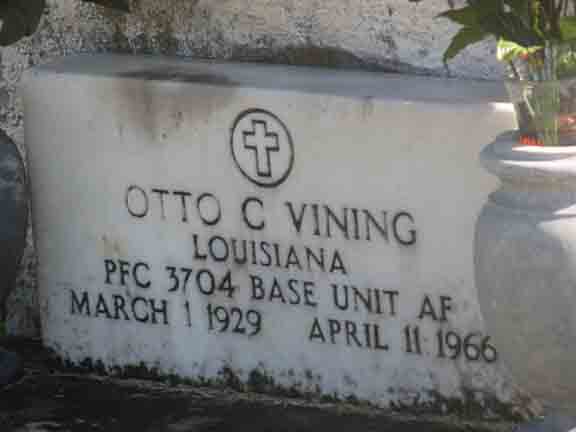 OTTO C VINING
LOUISIANA
PFC 3704 BASE UNIT AF
MARCH 1 1929 APRIL 11 1966